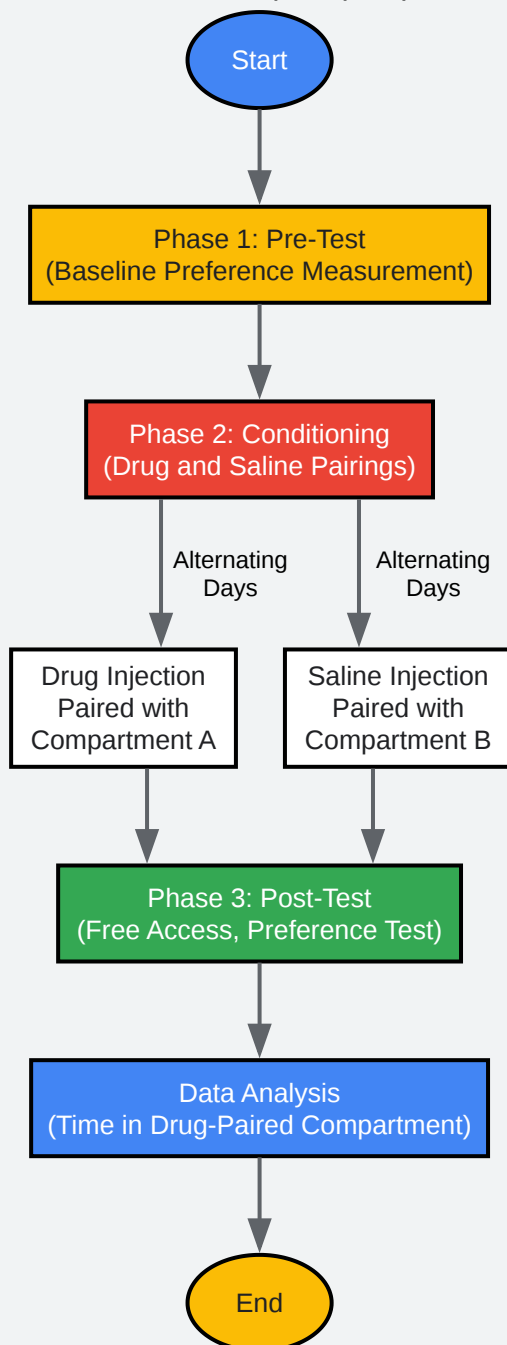 Start
Phase 1: Pre-Test
(Baseline Preference Measurement)
Phase 2: Conditioning
(Drug and Saline Pairings)
Alternating
Days
Alternating
Days
Drug Injection
Paired with
Compartment A
Saline Injection
Paired with
Compartment B
Phase 3: Post-Test
(Free Access, Preference Test)
Data Analysis
(Time in Drug-Paired Compartment)
End